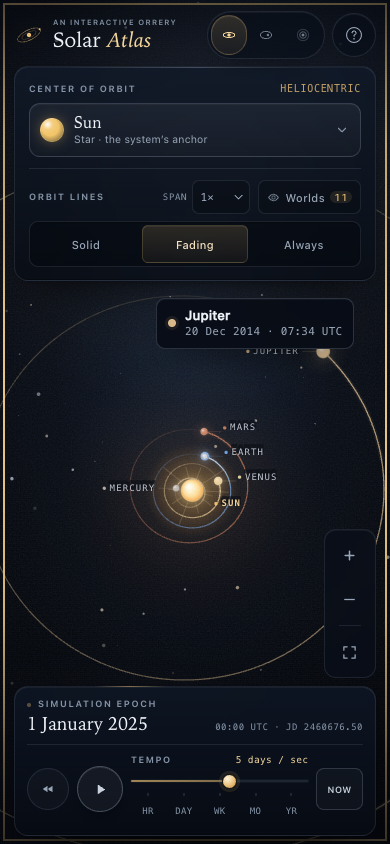 AN INTERACTIVE ORRERY
Solar Atlas
CENTER OF ORBIT
HELIOCENTRIC
Sun
Star · the system's anchor
ORBIT LINES
SPAN
1×
Worlds 11
Solid
Fading
Always
Jupiter
20 Dec 2014 · 07:34 UTC
JUPITER
MARS
EARTH
VENUS
MERCURY
SUN
+
−
SIMULATION EPOCH
1 January 2025
00:00 UTC · JD 2460676.50
TEMPO
5 days / sec
HR DAY WK MO YR
NOW